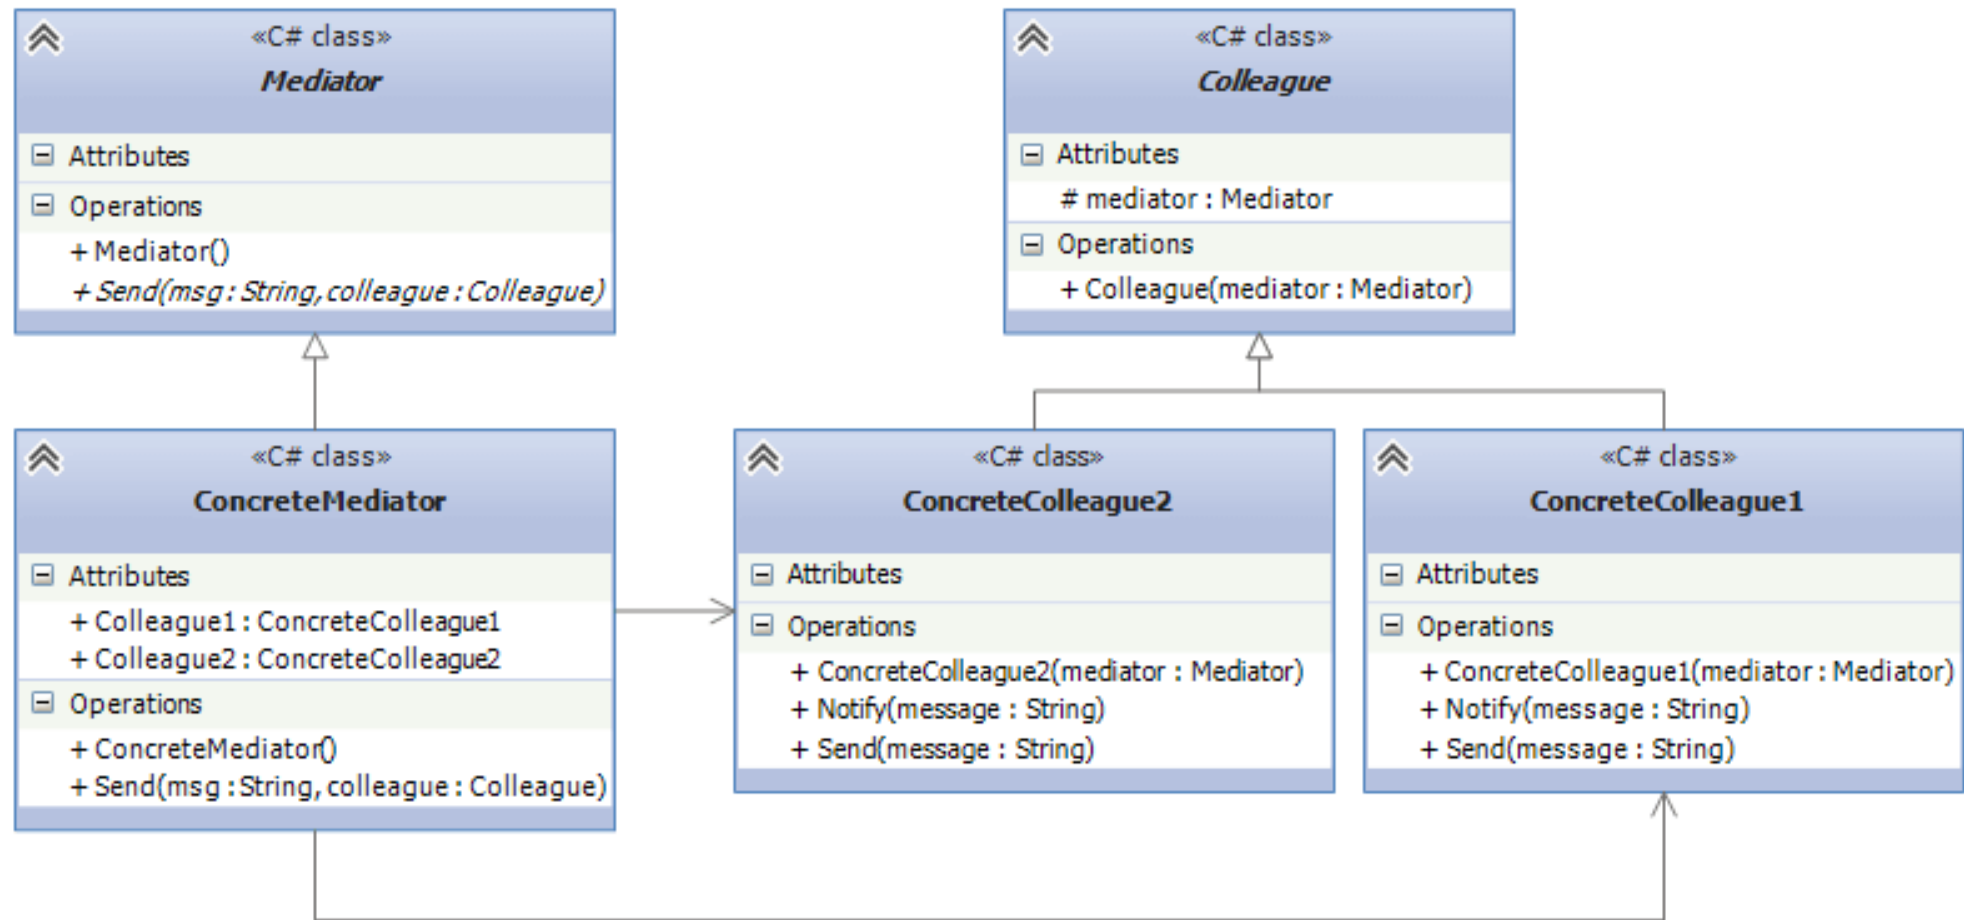 «C# class»
Mediator
Attributes
Operations
+ Mediator()
+ Send(msg : String, colleague : Colleague)
«C# class»
Colleague
Attributes
# mediator : Mediator
Operations
+ Colleague(mediator : Mediator)
«C# class»
ConcreteMediator
Attributes
+ Colleague1 : ConcreteColleague1
+ Colleague2 : ConcreteColleague2
Operations
+ ConcreteMediator()
+ Send(msg : String, colleague : Colleague)
«C# class»
ConcreteColleague2
Attributes
Operations
+ ConcreteColleague2(mediator : Mediator)
+ Notify(message : String)
+ Send(message : String)
«C# class»
ConcreteColleague1
Attributes
Operations
+ ConcreteColleague1(mediator : Mediator)
+ Notify(message : String)
+ Send(message : String)